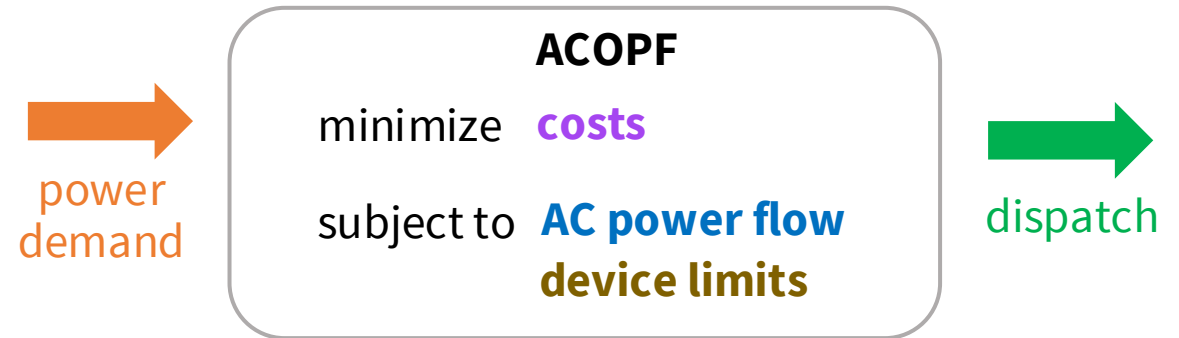 ACOPF
minimize costs
power
demand
subject to AC power flow
device limits
dispatch